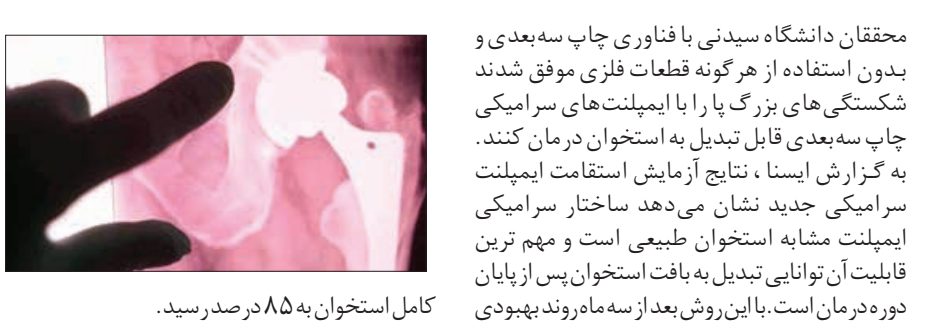 محققان دانشگاه سیدنی با فناوری چاپ سه‌بعدی و
بدون استفاده از هر گونه قطعات فلزی موفق شدند
شکستگی‌های بزرگ پا را با ایمپلنت‌های سرامیکی
چاپ سه‌بعدی قابل تبدیل به استخوان درمان کنند.
به گزارش ایسنا ، نتایج آزمایش استقامت ایمپلنت
سرامیکی جدید نشان می‌دهد ساختار سرامیکی
ایمپلنت مشابه استخوان طبیعی است و مهم ترین
قابلیت آن توانایی تبدیل به بافت استخوان پس از پایان
دوره درمان است. با این روش بعد از سه ماه روند بهبودی
کامل استخوان به ۸۵ درصد رسید.